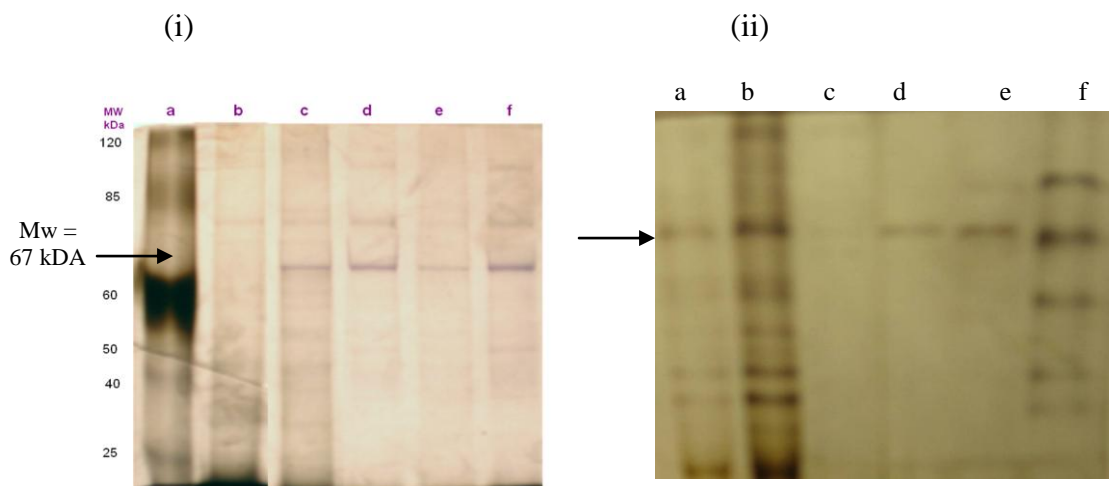 (i)
(ii)
MW
kDa
a b c d e f
a b c d e f
120
85
Mw =
67 kDA
60
50
40
25